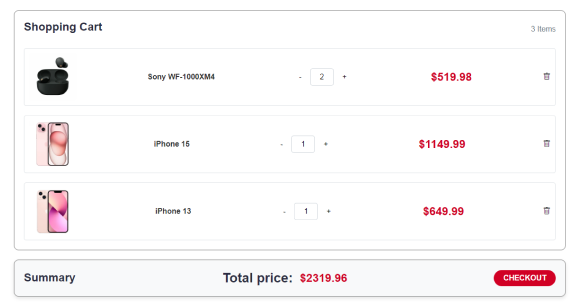 Shopping Cart
3 Items
Sony WF-1000XM4 - 2 + $519.98
iPhone 15 - 1 + $1149.99
iPhone 13 - 1 + $649.99
Summary Total price: $2319.96 CHECKOUT